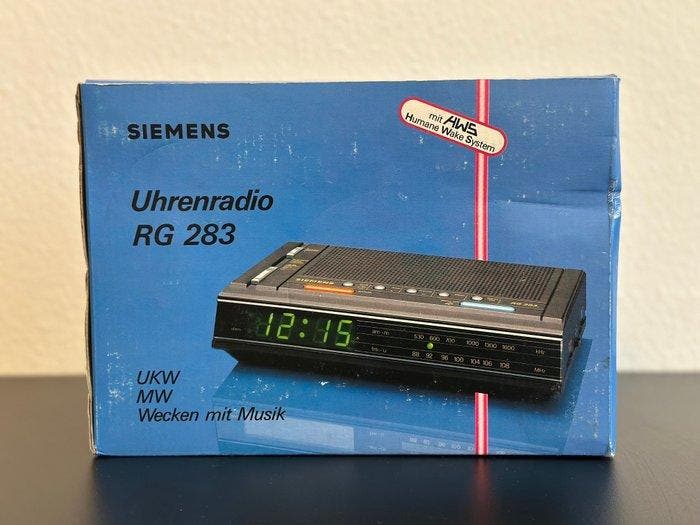 SIEMENS
mit AWS
Humane Wake System
Uhrenradio
RG 283
SIEMENS
12:15
530 600 700 1000 1300 1600 kHz
88 92 96 100 104 106 108 MHz
UKW
MW
Wecken mit Musik